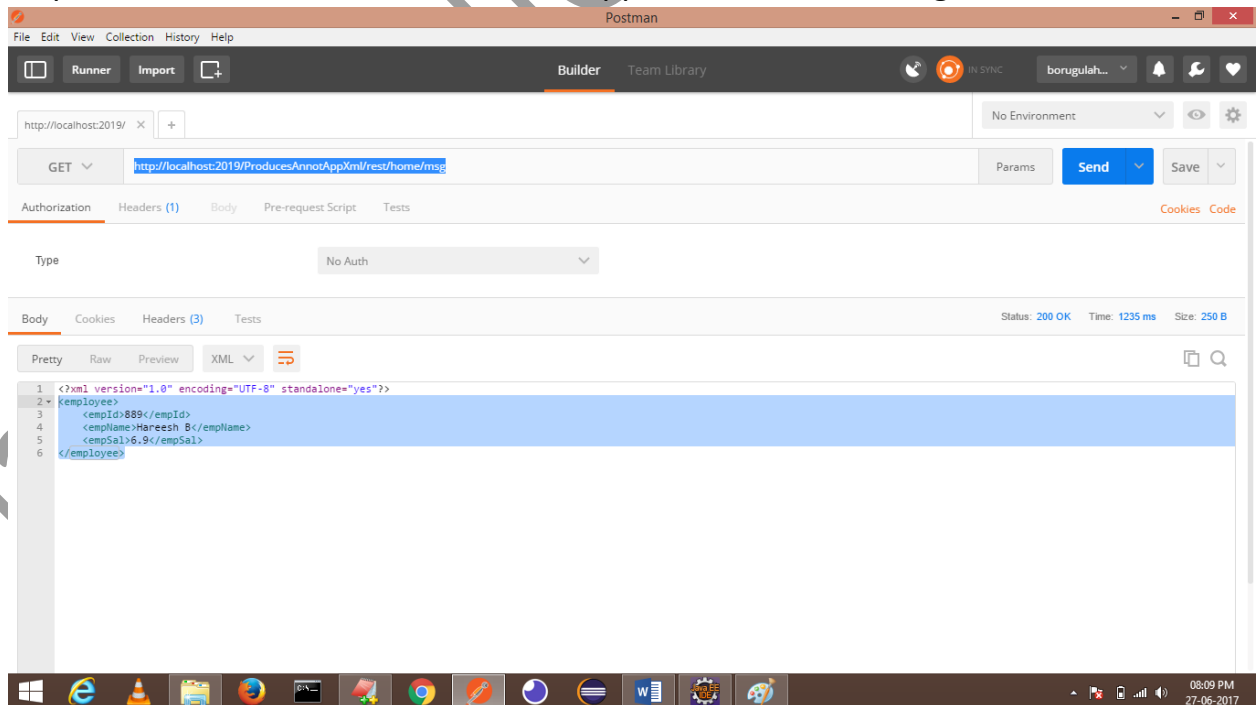 Postman
File Edit View Collection History Help
Runner Import Builder Team Library IN SYNC borugulah...
http://localhost:2019/ No Environment
GET http://localhost:2019/ProducesAnnotAppXml/rest/home/msg Params Send Save
Authorization Headers (1) Body Pre-request Script Tests Cookies Code
Type No Auth
Body Cookies Headers (3) Tests Status: 200 OK Time: 1235 ms Size: 250 B
Pretty Raw Preview XML
1 <?xml version="1.0" encoding="UTF-8" standalone="yes"?>
2 <employee>
3 <empId>889</empId>
4 <empName>Hareesh B</empName>
5 <empSal>6.9</empSal>
6 </employee>
08:09 PM
27-06-2017